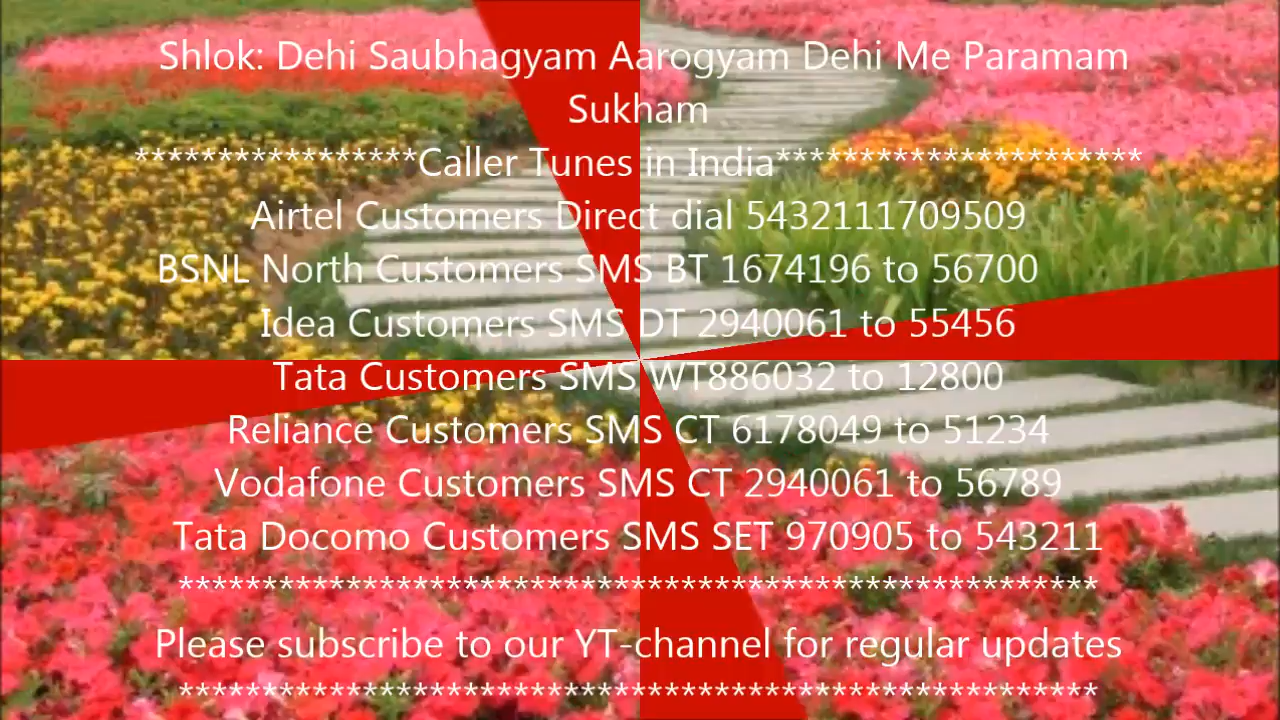 Shlok: Dehi Saubhagyam Aarogyam Dehi Me Paramam
Sukham
*****************Caller Tunes in India**********************
Airtel Customers Direct dial 5432111709509
BSNL North Customers SMS BT 1674196 to 56700
Idea Customers SMS DT 2940061 to 55456
Tata Customers SMS WT886032 to 12800
Reliance Customers SMS CT 6178049 to 51234
Vodafone Customers SMS CT 2940061 to 56789
Tata Docomo Customers SMS SET 970905 to 543211
*******************************************************
Please subscribe to our YT-channel for regular updates
*******************************************************